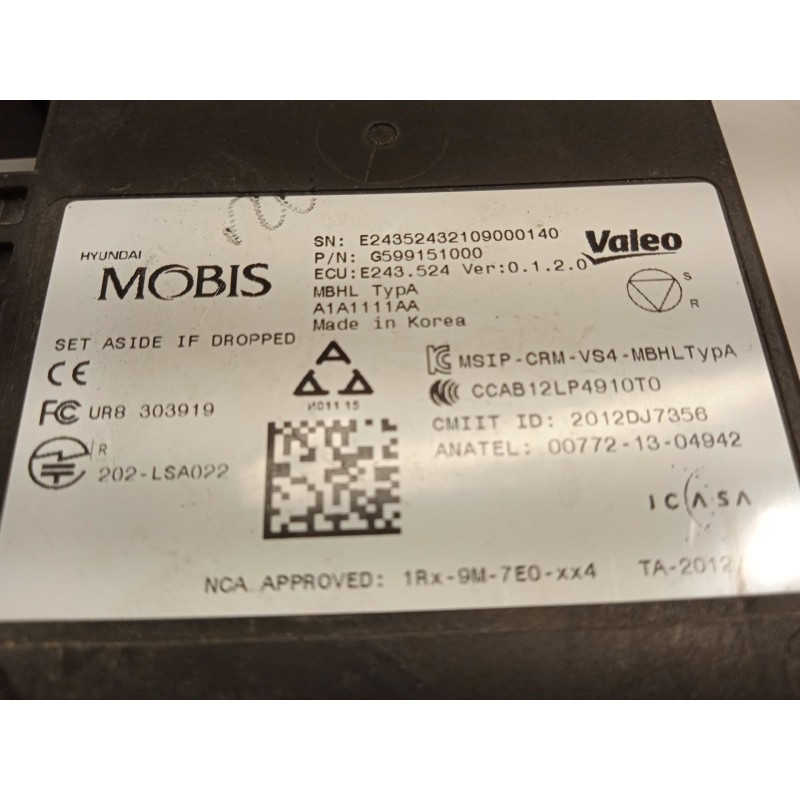 HYUNDAI
MOBIS
SN: E24352432109000140
P/N: G599151000
ECU:E243.524 Ver:0.1.2.0
MBHL TypA
A1A1111AA
Made in Korea
Valeo
S
R
SET ASIDE IF DROPPED
CE
FC UR8 303919
R
202-LSA022
И011 15
MSIP-CRM-VS4-MBHLTypA
CCAB12LP4910T0
CMIIT ID: 2012DJ7356
ANATEL: 00772-13-04942
ICASA
NCA APPROVED: 1Rx-9M-7E0-xx4
TA-2012/